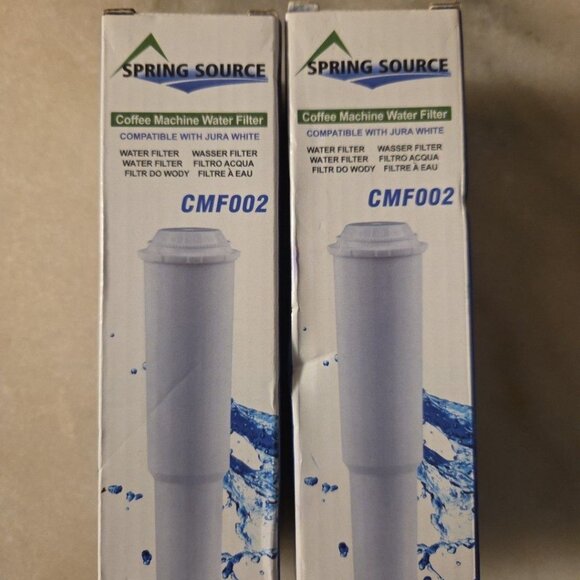 SPRING SOURCE
Coffee Machine Water Filter
COMPATIBLE WITH JURA WHITE
WATER FILTER WASSER FILTER
WATER FILTER FILTRO ACQUA
FILTR DO WODY FILTRE À EAU
CMF002
SPRING SOURCE
Coffee Machine Water Filter
COMPATIBLE WITH JURA WHITE
WATER FILTER WASSER FILTER
WATER FILTER FILTRO ACQUA
FILTR DO WODY FILTRE À EAU
CMF002